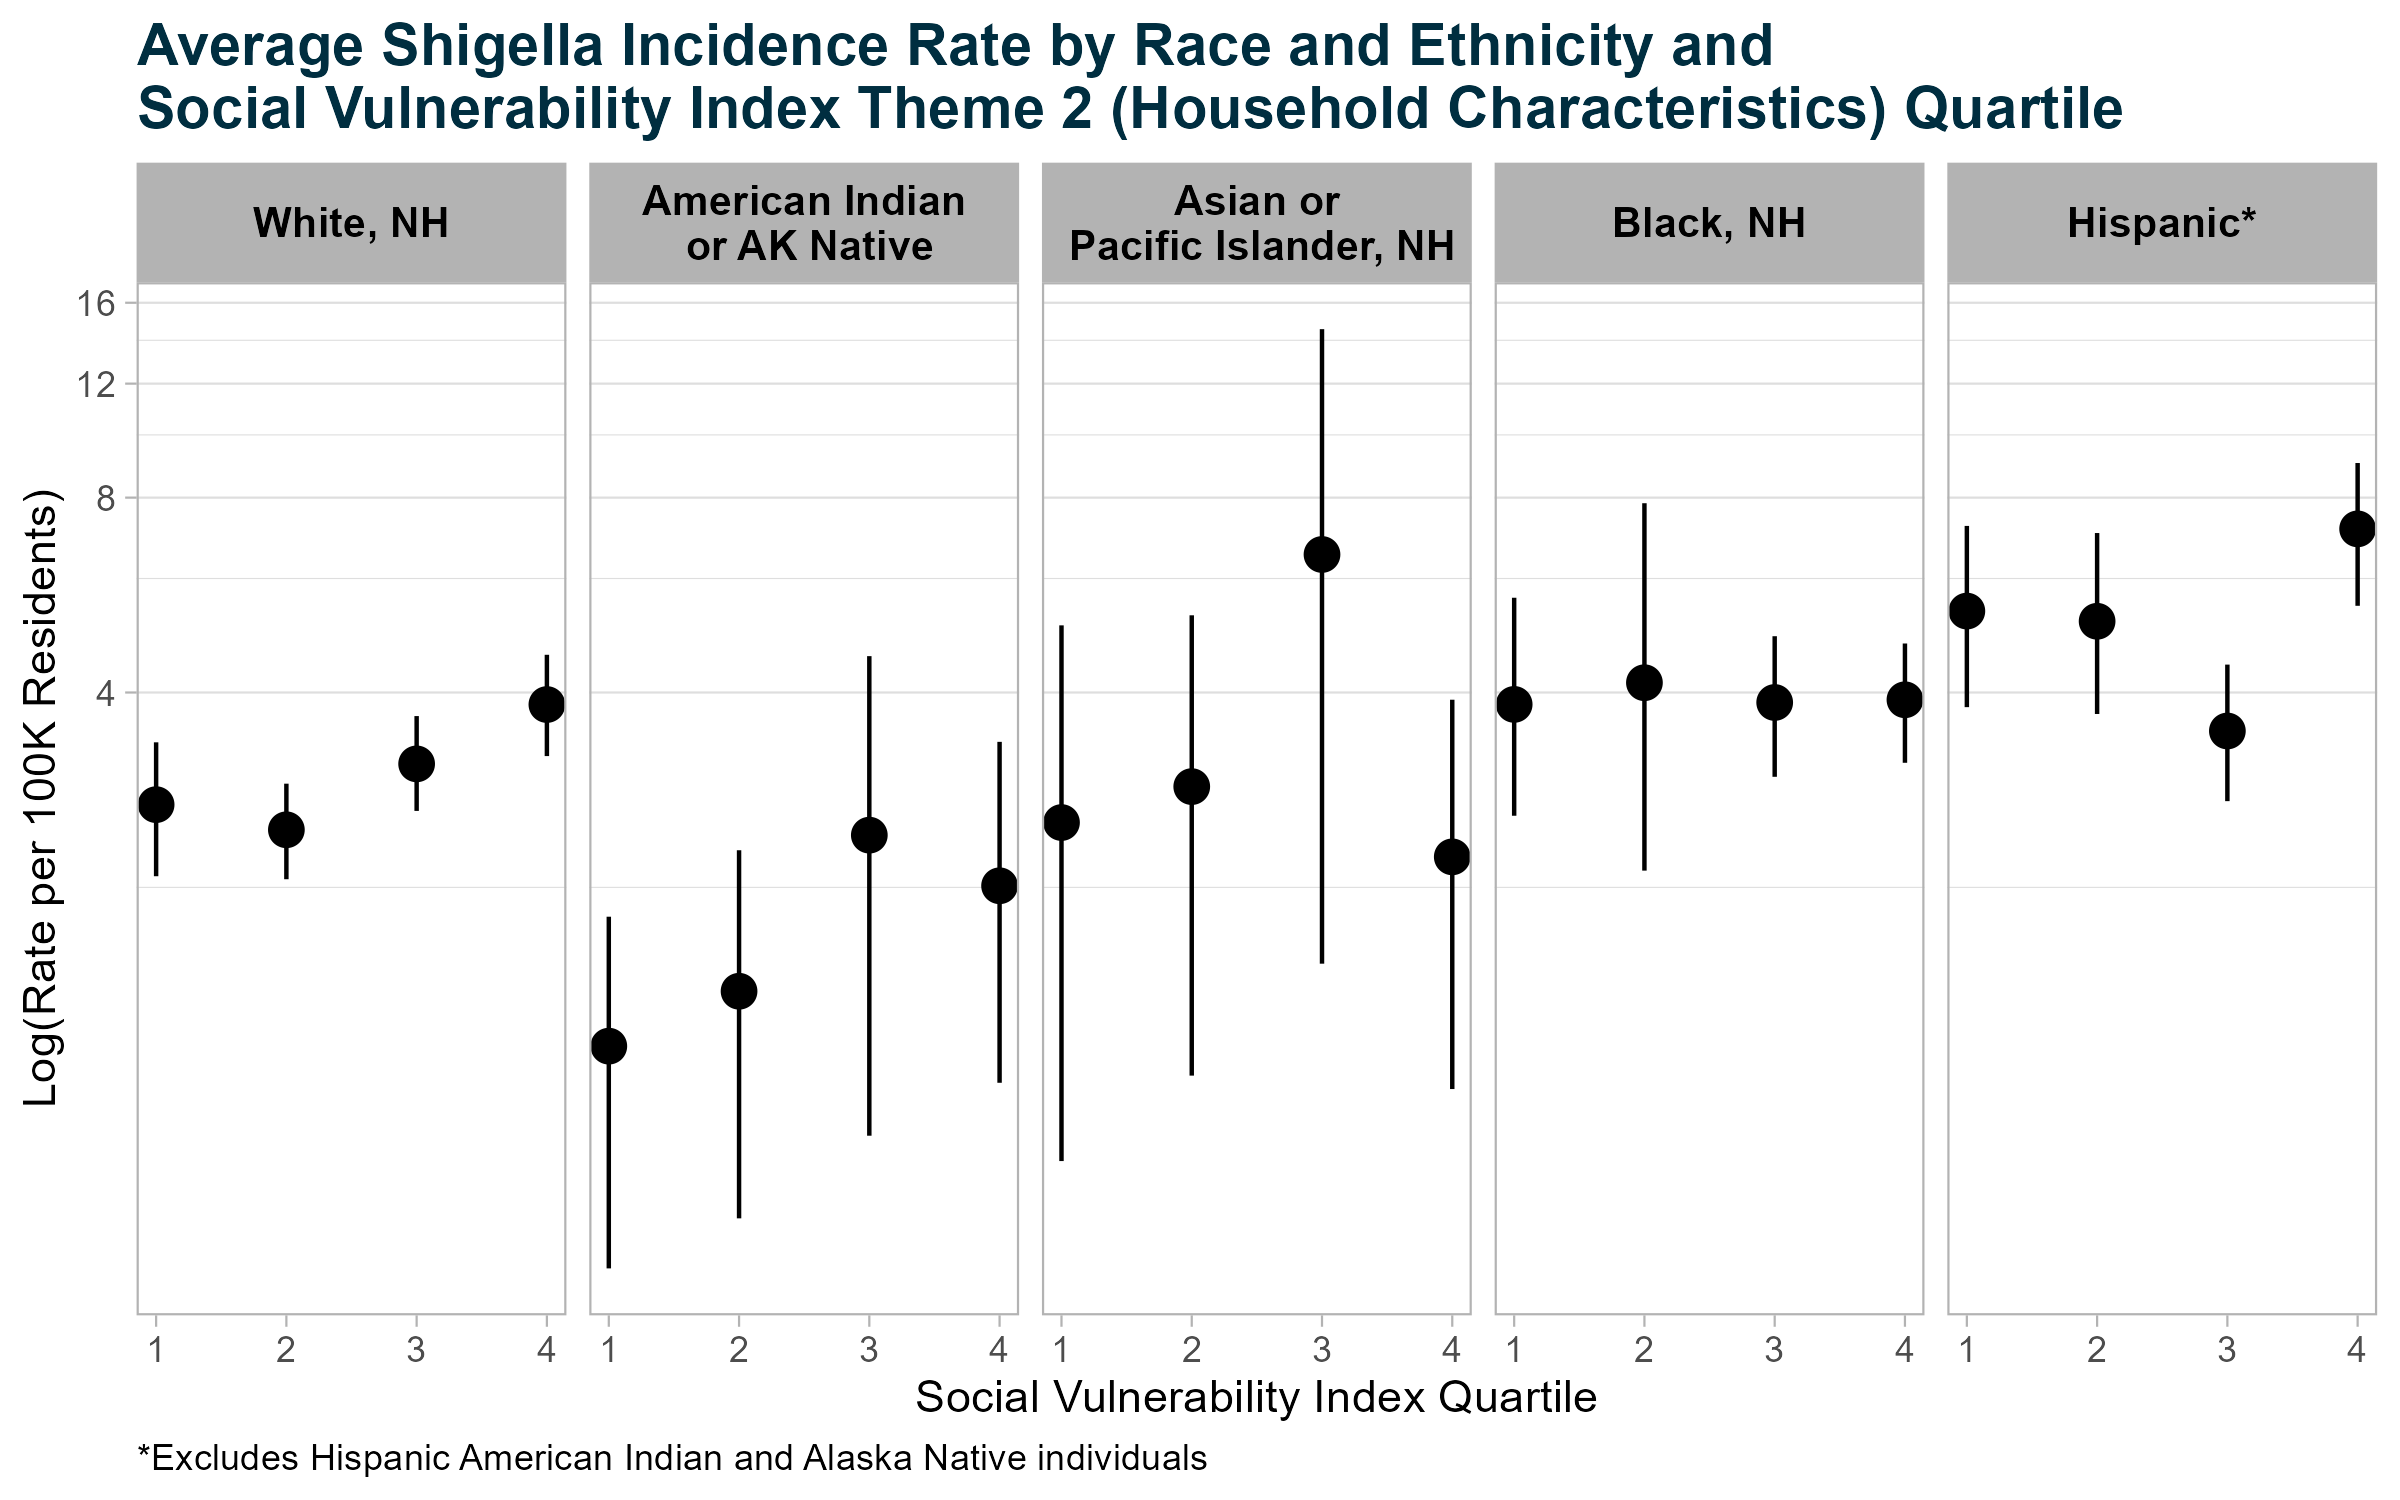 Average Shigella Incidence Rate by Race and Ethnicity and
Social Vulnerability Index Theme 2 (Household Characteristics) Quartile
White, NH
American Indian
or AK Native
Asian or
Pacific Islander, NH
Black, NH
Hispanic*
16
12
8
4
Log(Rate per 100K Residents)
1 2 3 4
1 2 3 4
1 2 3 4
1 2 3 4
1 2 3 4
Social Vulnerability Index Quartile
*Excludes Hispanic American Indian and Alaska Native individuals